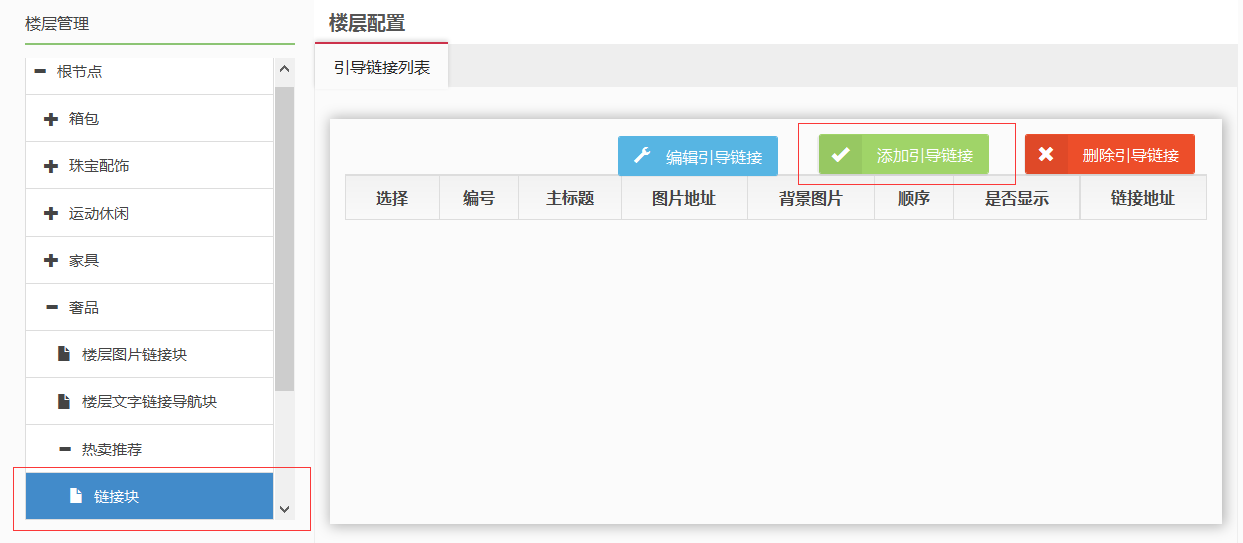 楼层管理
根节点
箱包
珠宝配饰
运动休闲
家具
奢品
楼层图片链接块
楼层文字链接导航块
热卖推荐
链接块
楼层配置
引导链接列表
编辑引导链接 添加引导链接 删除引导链接
选择 编号 主标题 图片地址 背景图片 顺序 是否显示 链接地址